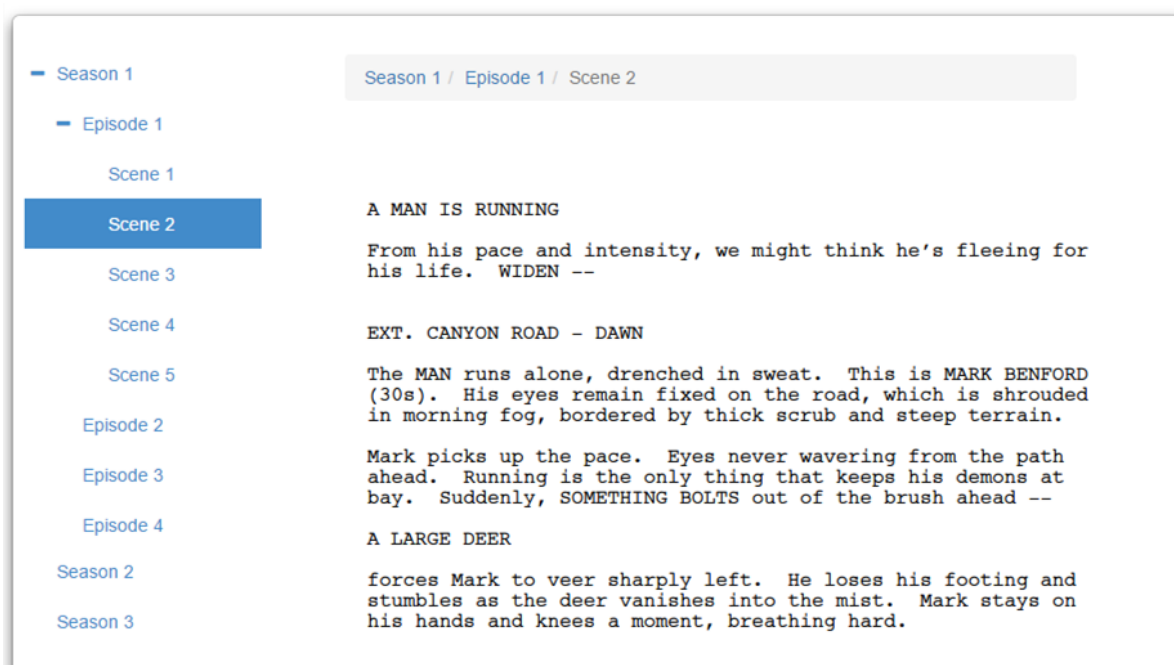 Season 1
Episode 1
Scene 1
Scene 2
Scene 3
Scene 4
Scene 5
Episode 2
Episode 3
Episode 4
Season 2
Season 3
Season 1 / Episode 1 / Scene 2
A MAN IS RUNNING
From his pace and intensity, we might think he's fleeing for
his life.  WIDEN --
EXT. CANYON ROAD - DAWN
The MAN runs alone, drenched in sweat.  This is MARK BENFORD
(30s).  His eyes remain fixed on the road, which is shrouded
in morning fog, bordered by thick scrub and steep terrain.
Mark picks up the pace.  Eyes never wavering from the path
ahead.  Running is the only thing that keeps his demons at
bay.  Suddenly, SOMETHING BOLTS out of the brush ahead --
A LARGE DEER
forces Mark to veer sharply left.  He loses his footing and
stumbles as the deer vanishes into the mist.  Mark stays on
his hands and knees a moment, breathing hard.